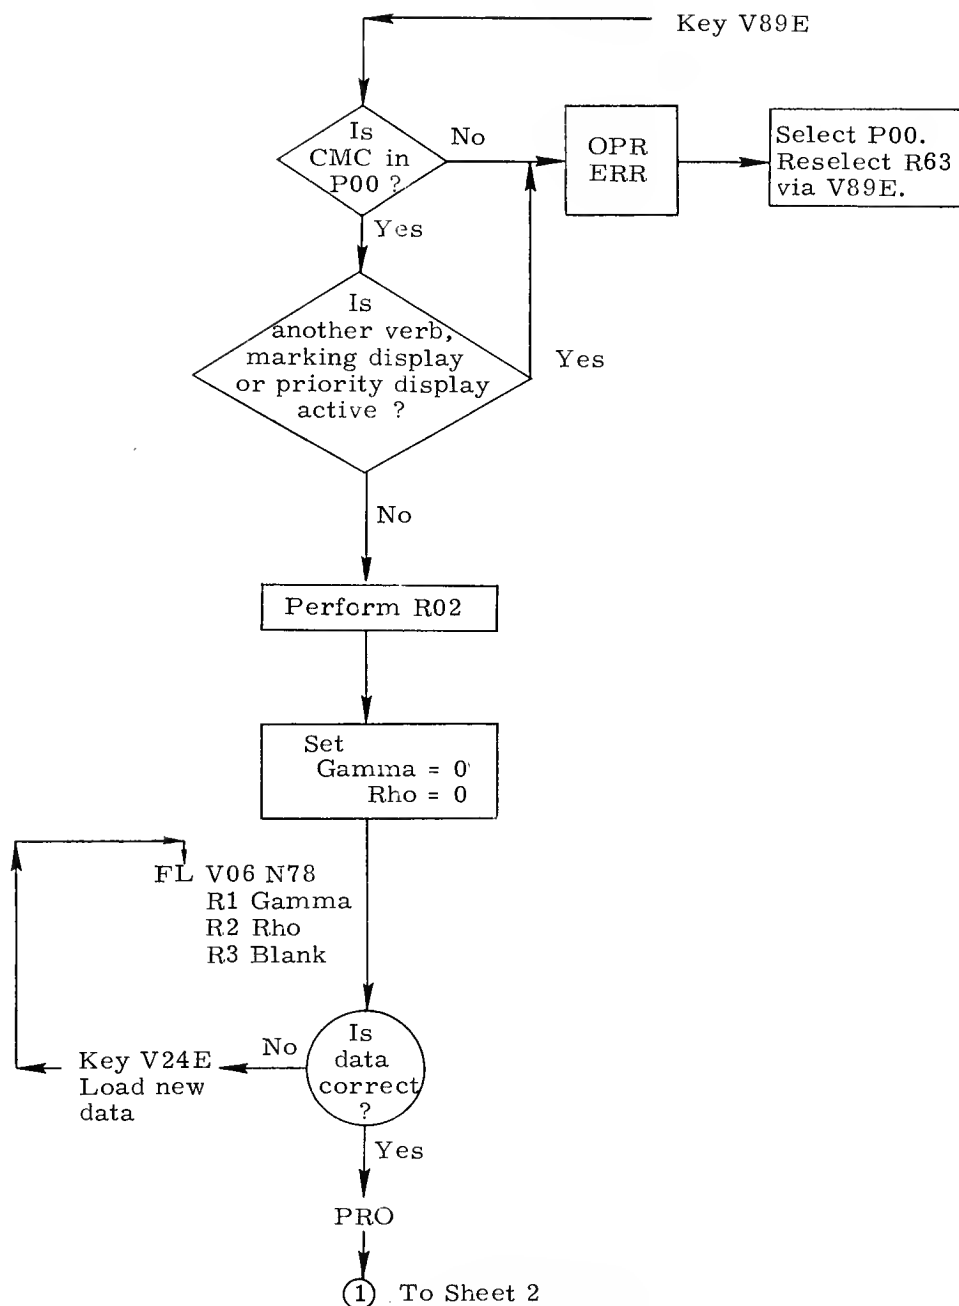 Key V89E
Is
CMC in
P00 ?
No
OPR
ERR
Select P00.
Reselect R63
via V89E.
Yes
Is
another verb,
marking display
or priority display
active ?
Yes
No
Perform R02
Set
Gamma = 0
Rho = 0
FL V06 N78
R1 Gamma
R2 Rho
R3 Blank
Is
data
correct
?
No
Key V24E
Load new
data
Yes
PRO
1 To Sheet 2